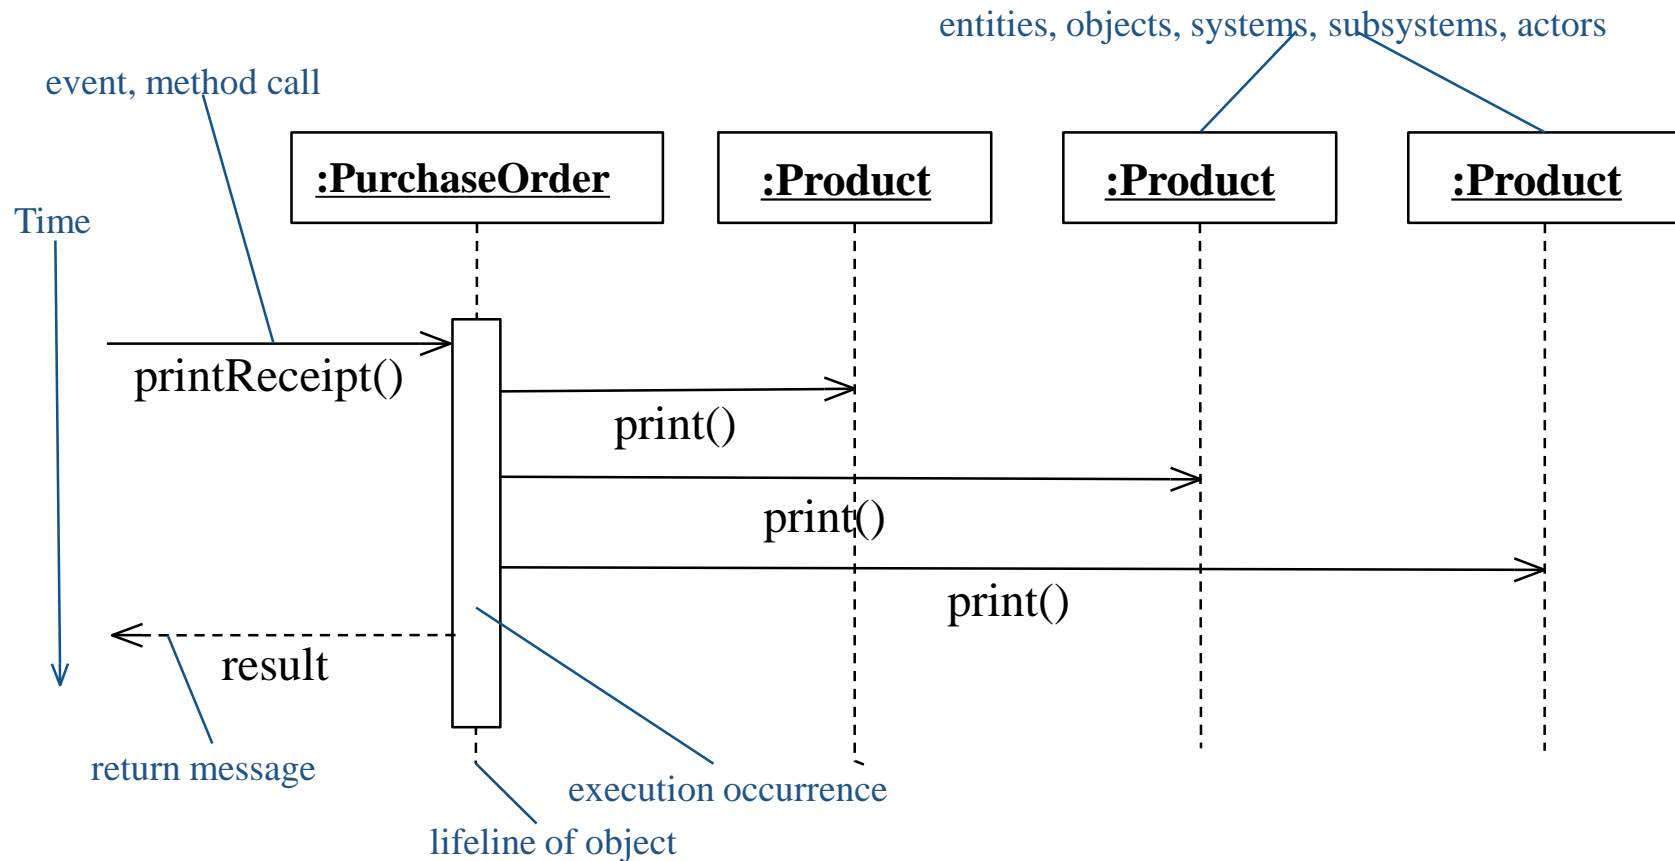 entities, objects, systems, subsystems, actors
event, method call
:PurchaseOrder
:Product
:Product
:Product
Time
printReceipt()
print()
print()
print()
result
return message
execution occurrence
lifeline of object